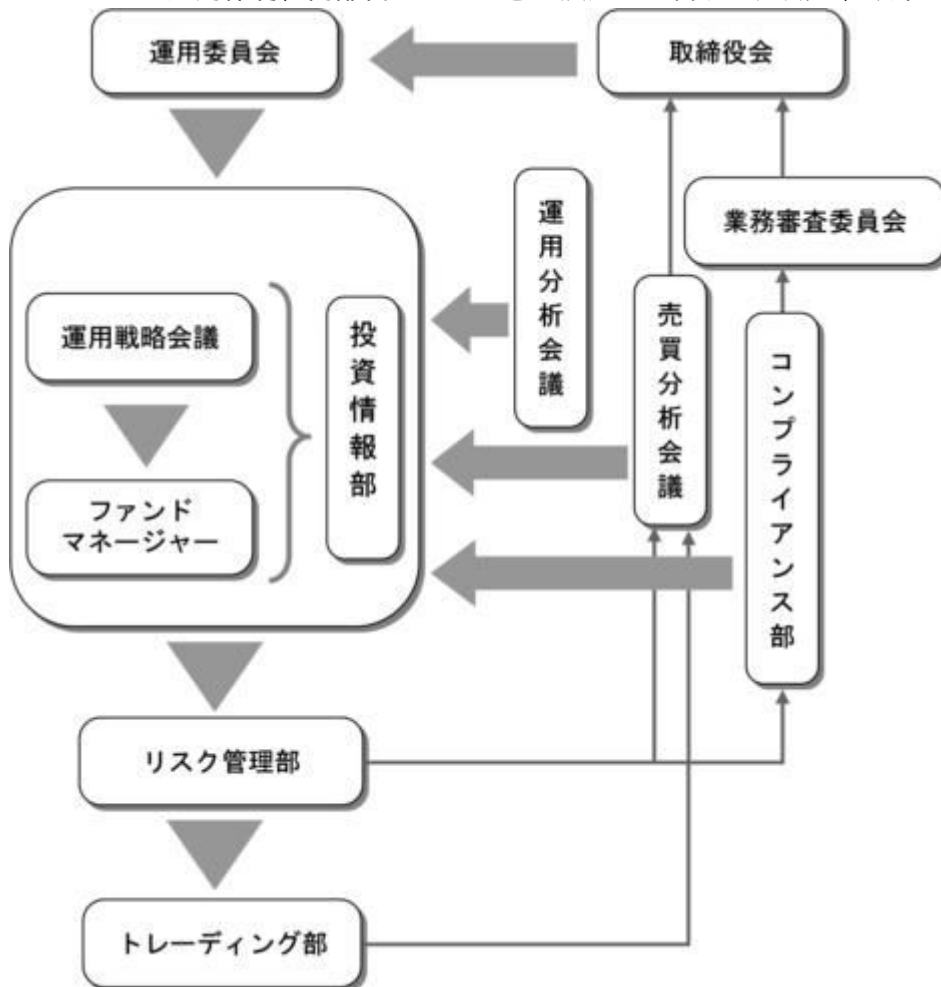 運用委員会
取締役会
業務審査委員会
運用分析会議
売買分析会議
コンプライアンス部
運用戦略会議
投資情報部
ファンド
マネージャー
リスク管理部
トレーディング部